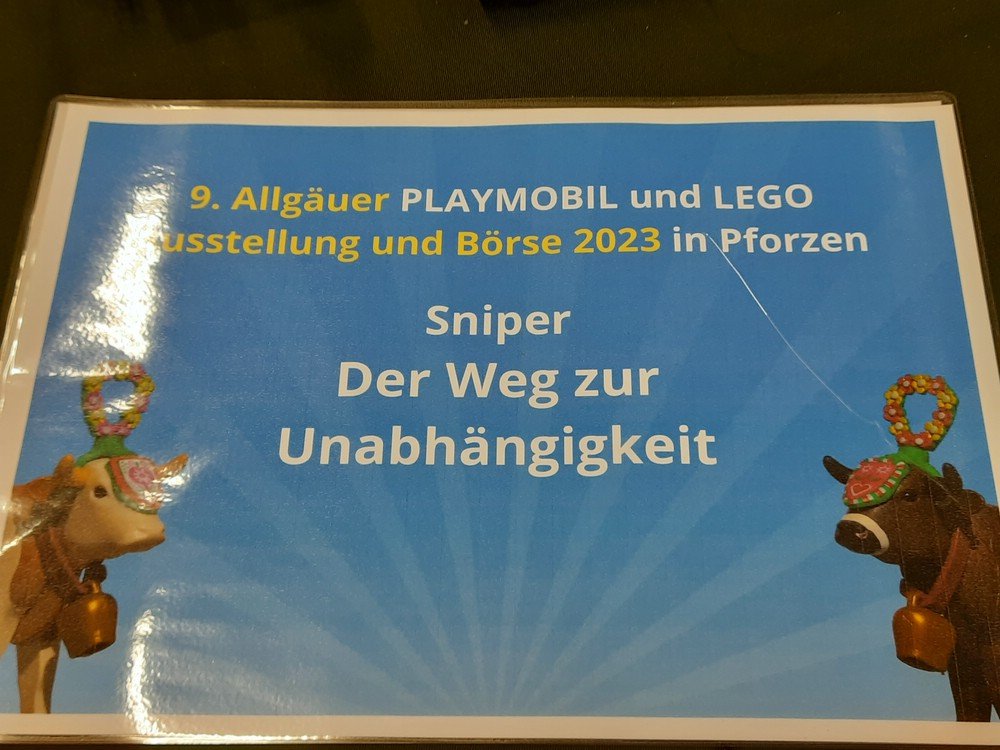 9. Allgäuer PLAYMOBIL und LEGO
usstellung und Börse 2023 in Pforzen
Sniper
Der Weg zur
Unabhängigkeit